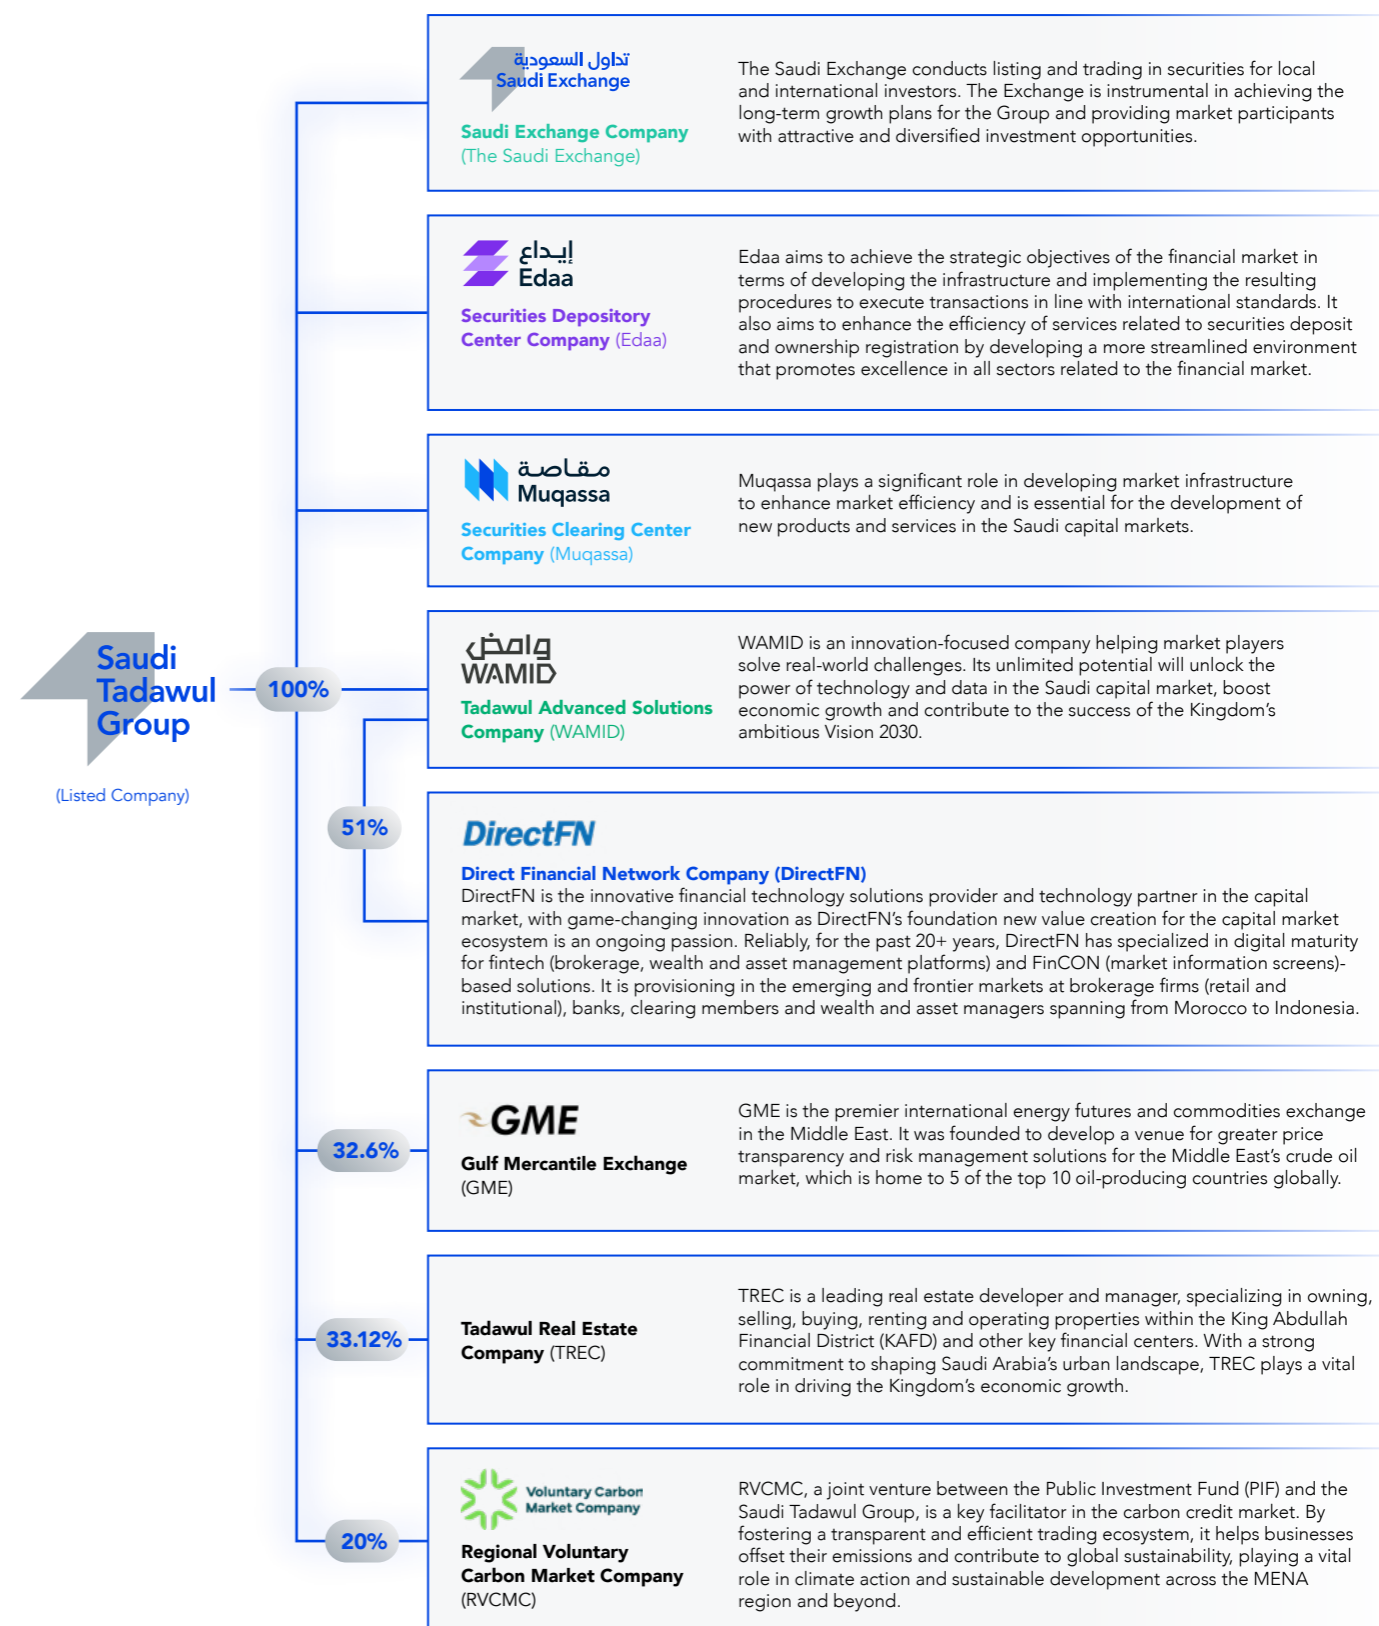 تداول السعودية
Saudi Exchange
Saudi Exchange Company
(The Saudi Exchange)
The Saudi Exchange conducts listing and trading in securities for local
and international investors. The Exchange is instrumental in achieving the
long-term growth plans for the Group and providing market participants
with attractive and diversified investment opportunities.
إيداع
Edaa
Securities Depository
Center Company (Edaa)
Edaa aims to achieve the strategic objectives of the financial market in
terms of developing the infrastructure and implementing the resulting
procedures to execute transactions in line with international standards. It
also aims to enhance the efficiency of services related to securities deposit
and ownership registration by developing a more streamlined environment
that promotes excellence in all sectors related to the financial market.
مقاصة
Muqassa
Securities Clearing Center
Company (Muqassa)
Muqassa plays a significant role in developing market infrastructure
to enhance market efficiency and is essential for the development of
new products and services in the Saudi capital markets.
Saudi
Tadawul
Group
(Listed Company)
100%
وامض
WAMID
Tadawul Advanced Solutions
Company (WAMID)
WAMID is an innovation-focused company helping market players
solve real-world challenges. Its unlimited potential will unlock the
power of technology and data in the Saudi capital market, boost
economic growth and contribute to the success of the Kingdom's
ambitious Vision 2030.
51%
DirectFN
Direct Financial Network Company (DirectFN)
DirectFN is the innovative financial technology solutions provider and technology partner in the capital
market, with game-changing innovation as DirectFN's foundation new value creation for the capital market
ecosystem is an ongoing passion. Reliably, for the past 20+ years, DirectFN has specialized in digital maturity
for fintech (brokerage, wealth and asset management platforms) and FinCON (market information screens)-
based solutions. It is provisioning in the emerging and frontier markets at brokerage firms (retail and
institutional), banks, clearing members and wealth and asset managers spanning from Morocco to Indonesia.
32.6%
GME
Gulf Mercantile Exchange
(GME)
GME is the premier international energy futures and commodities exchange
in the Middle East. It was founded to develop a venue for greater price
transparency and risk management solutions for the Middle East's crude oil
market, which is home to 5 of the top 10 oil-producing countries globally.
33.12%
Tadawul Real Estate
Company (TREC)
TREC is a leading real estate developer and manager, specializing in owning,
selling, buying, renting and operating properties within the King Abdullah
Financial District (KAFD) and other key financial centers. With a strong
commitment to shaping Saudi Arabia's urban landscape, TREC plays a vital
role in driving the Kingdom's economic growth.
20%
Voluntary Carbon
Market Company
Regional Voluntary
Carbon Market Company
(RVCMC)
RVCMC, a joint venture between the Public Investment Fund (PIF) and the
Saudi Tadawul Group, is a key facilitator in the carbon credit market. By
fostering a transparent and efficient trading ecosystem, it helps businesses
offset their emissions and contribute to global sustainability, playing a vital
role in climate action and sustainable development across the MENA
region and beyond.